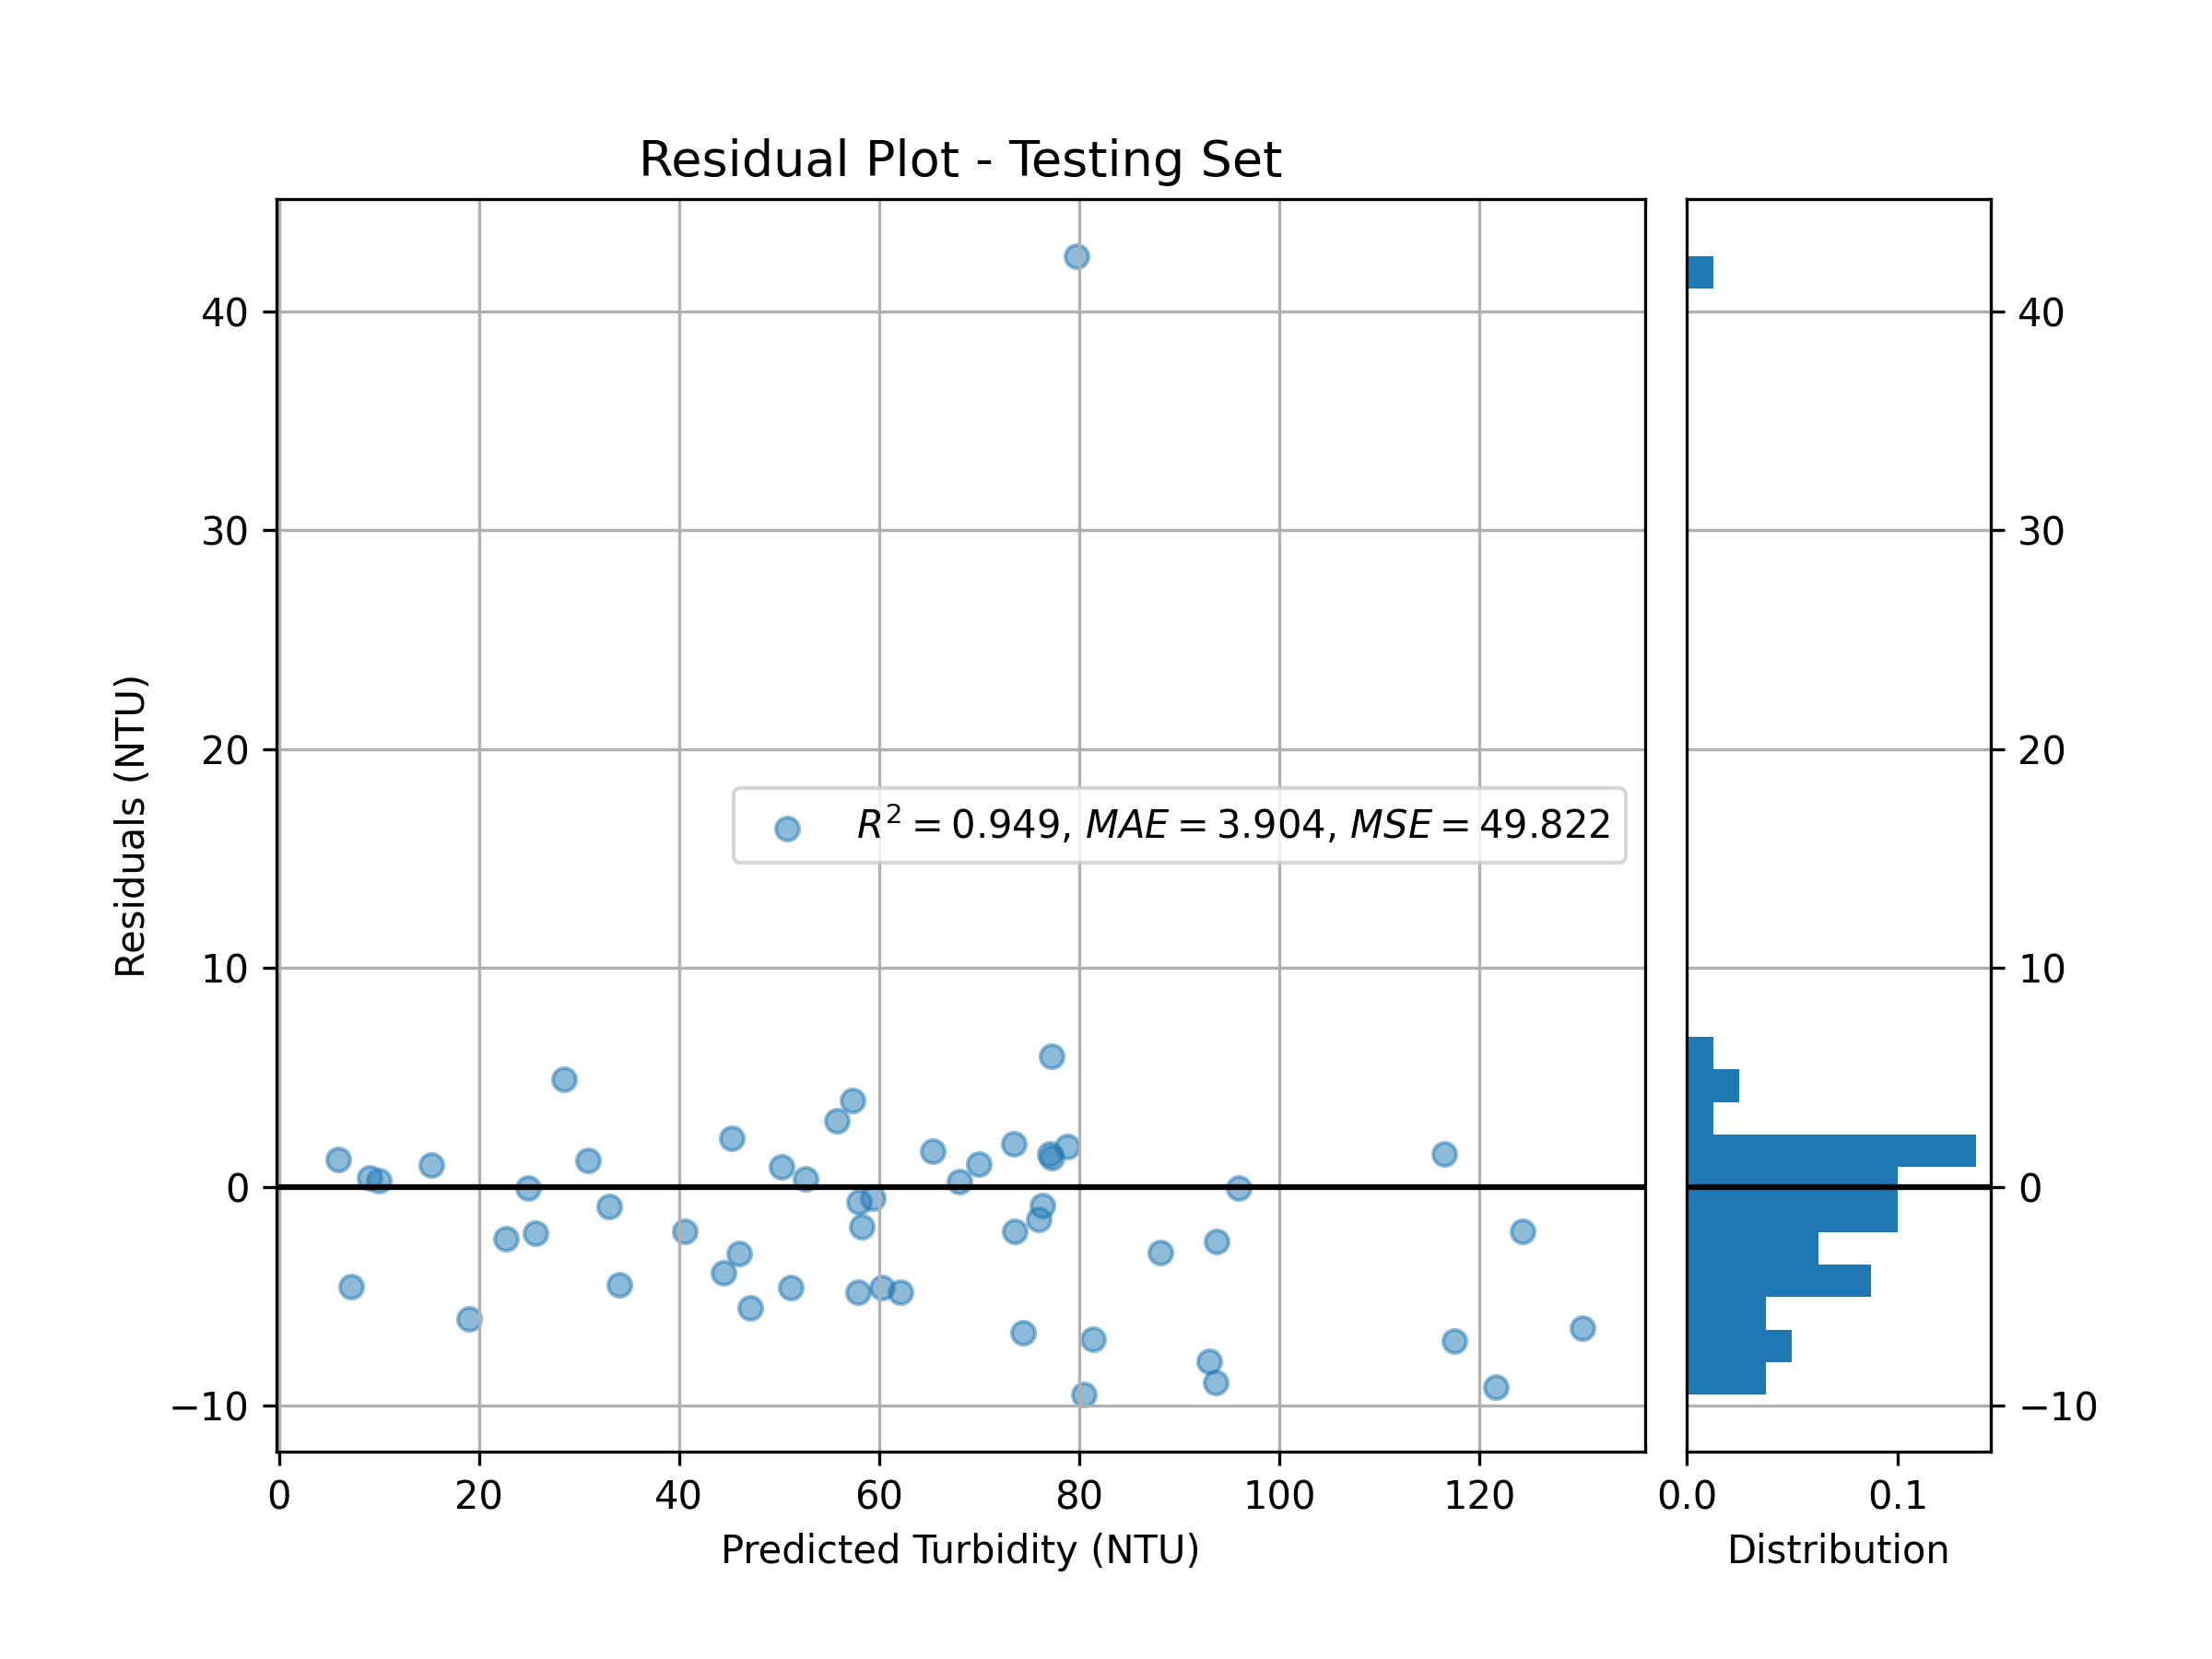 Residual Plot - Testing Set
40
30
20
10
0
−10
Residuals (NTU)
R² = 0.949, MAE = 3.904, MSE = 49.822
0 20 40 60 80 100 120
Predicted Turbidity (NTU)
40
30
20
10
0
−10
0.0 0.1
Distribution